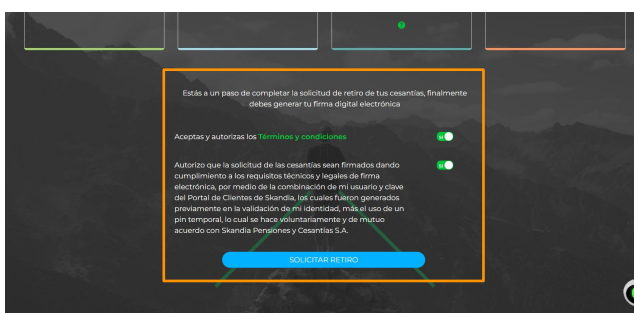 ?
Estás a un paso de completar la solicitud de retiro de tus cesantías, finalmente
debes generar tu firma digital electrónica
Aceptas y autorizas los Términos y condiciones
SI
Autorizo que la solicitud de las cesantías sean firmados dando
SI
cumplimiento a los requisitos técnicos y legales de firma
electrónica, por medio de la combinación de mi usuario y clave
del Portal de Clientes de Skandia, los cuales fueron generados
previamente en la validación de mi identidad, más el uso de un
pin temporal, lo cual se hace voluntariamente y de mutuo
acuerdo con Skandia Pensiones y Cesantías S.A.
SOLICITAR RETIRO